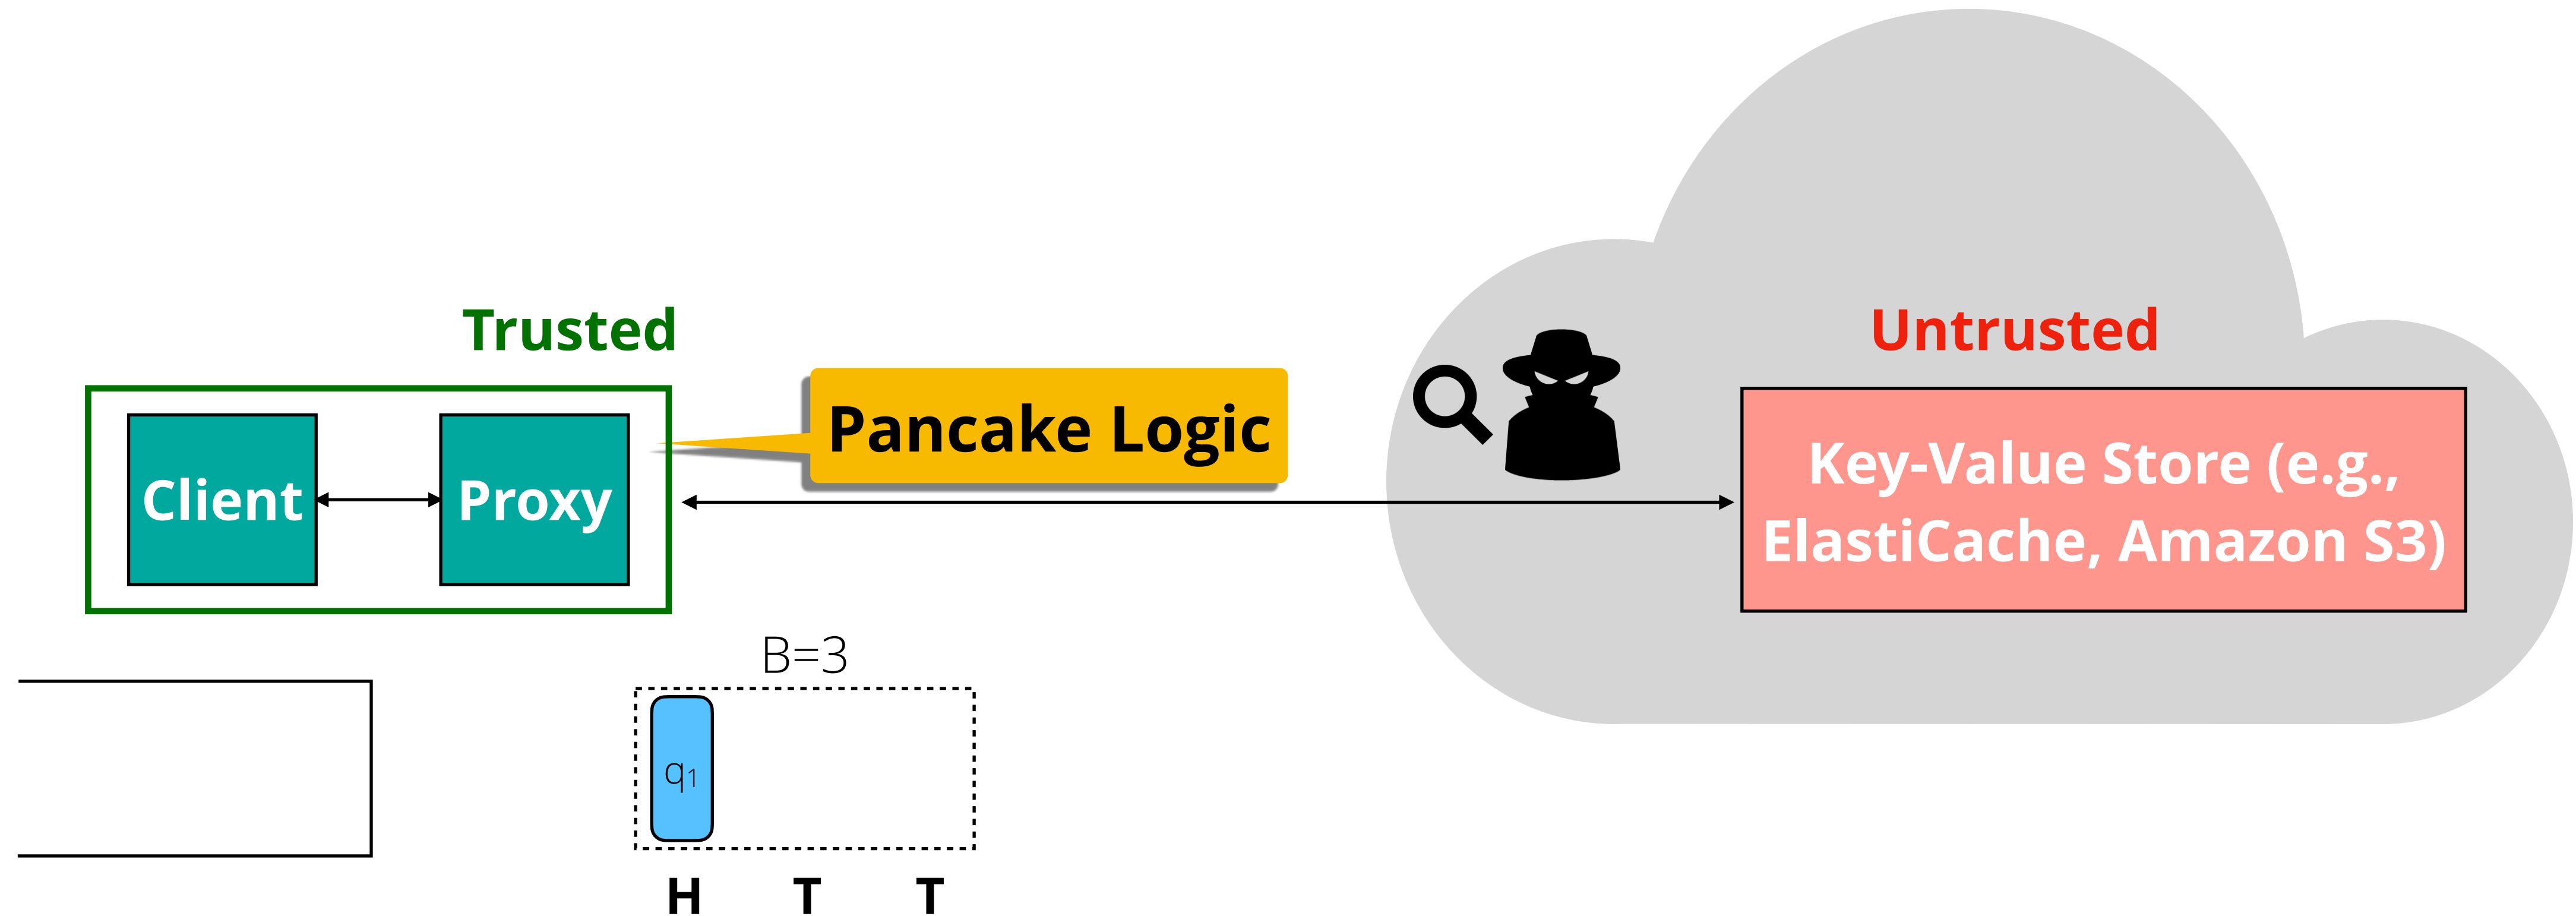 Trusted
Untrusted
Pancake Logic
Client
Proxy
Key-Value Store (e.g.,
ElastiCache, Amazon S3)
B=3
q₁
H T T